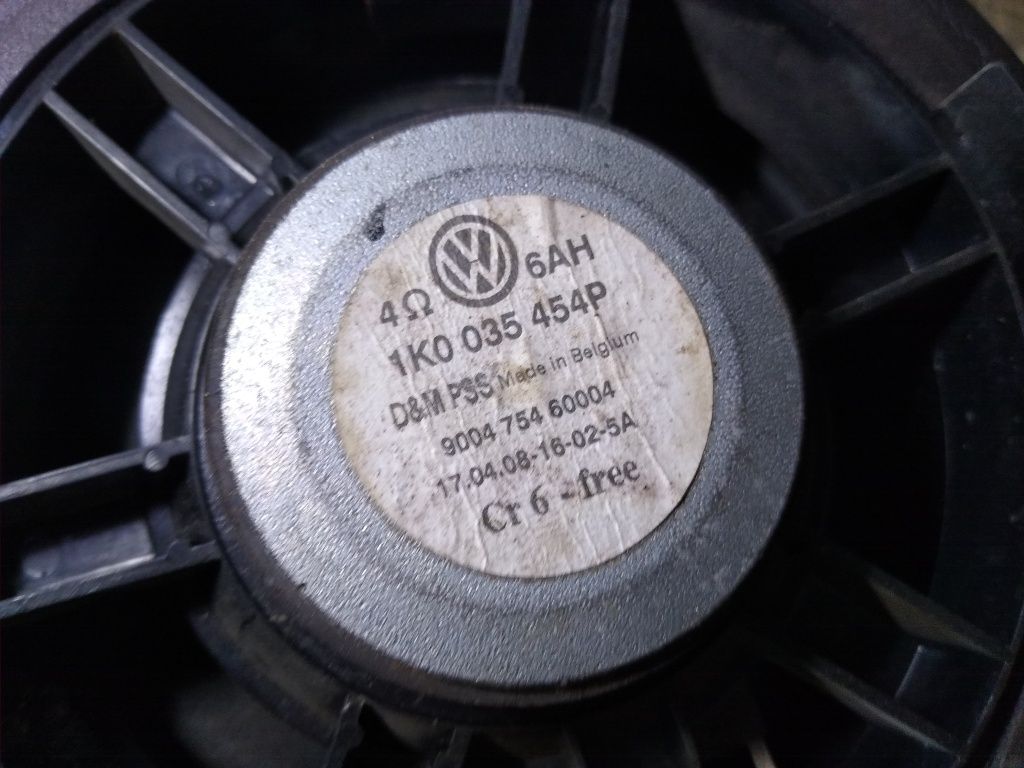 4Ω VW 6AH
1K0 035 454P
D&M PSS Made in Belgium
9004 754 60004
17.04.08-16-02-5A
Cr 6 - free